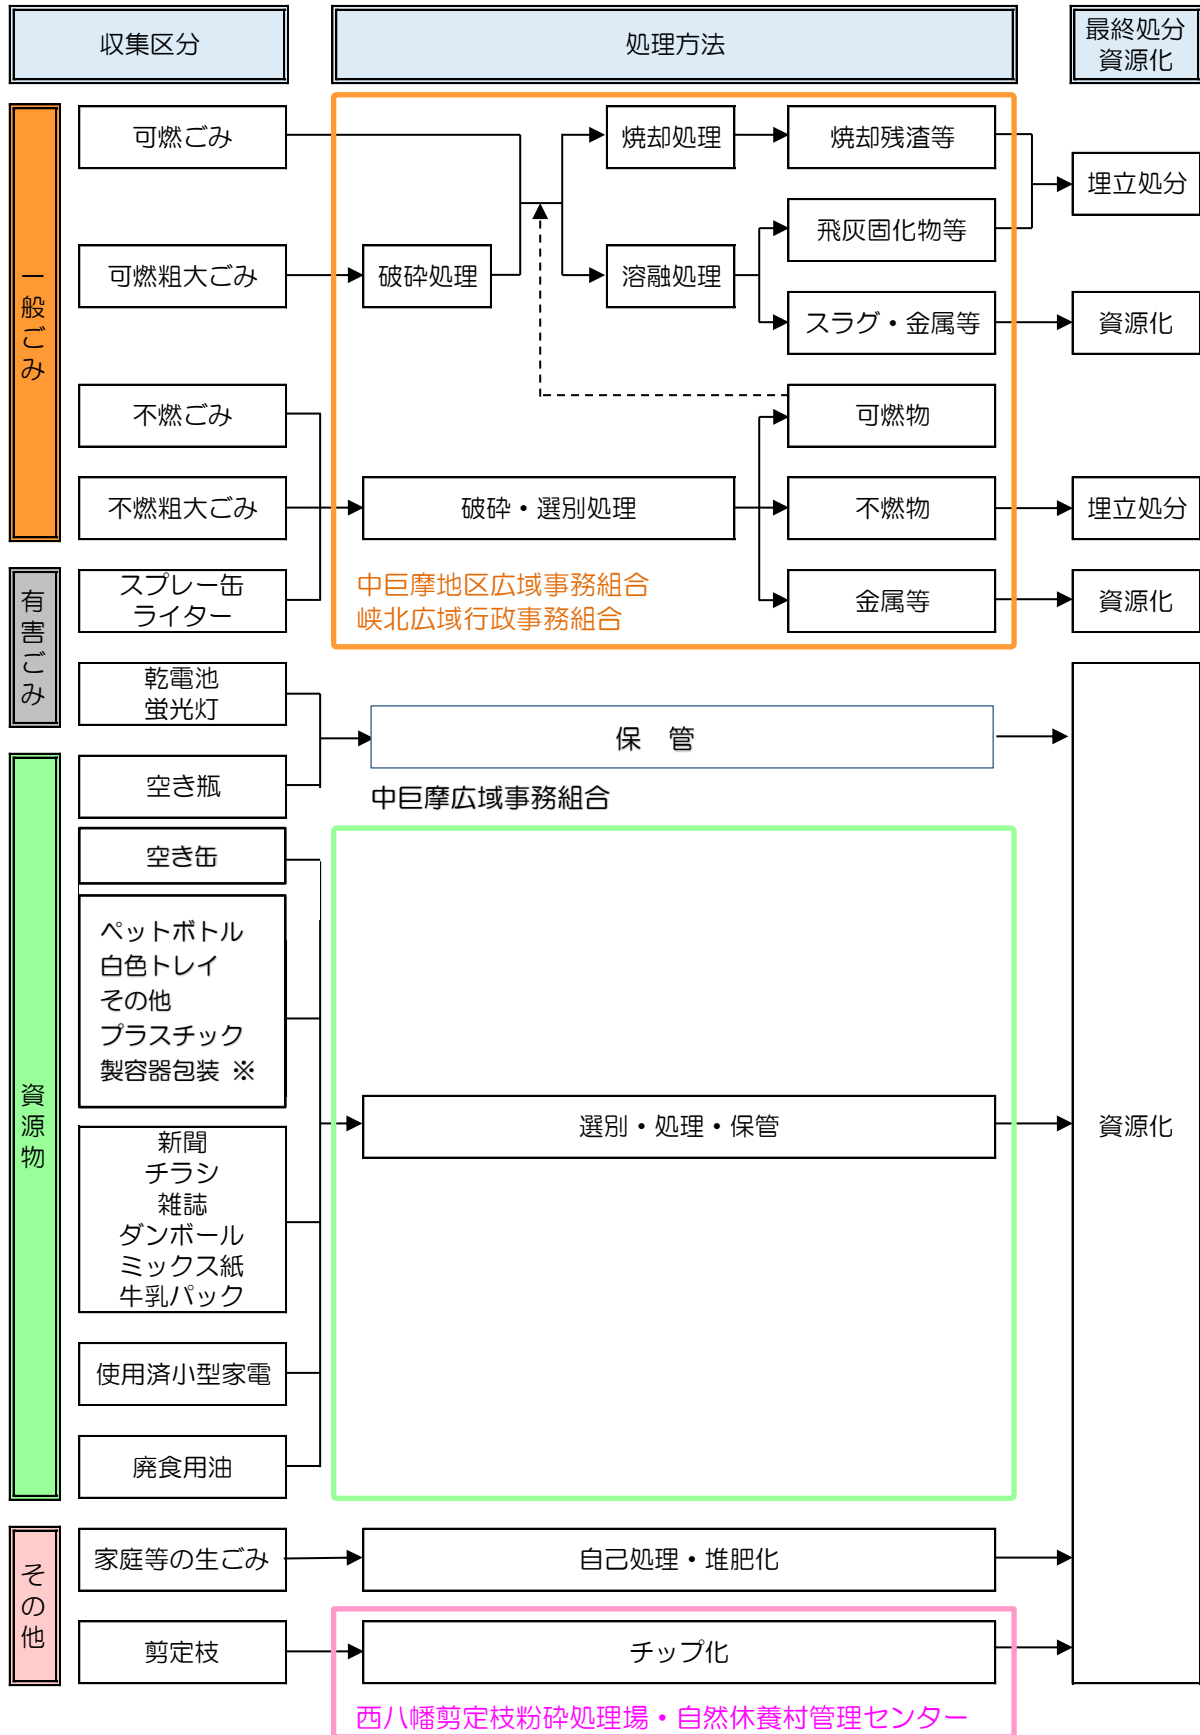 収集区分
処理方法
最終処分
資源化
一般ごみ
可燃ごみ
焼却処理
焼却残渣等
埋立処分
飛灰固化物等
可燃粗大ごみ
破砕処理
溶融処理
スラグ・金属等
資源化
不燃ごみ
可燃物
不燃粗大ごみ
破砕・選別処理
不燃物
埋立処分
有害ごみ
スプレー缶
ライター
中巨摩地区広域事務組合
峡北広域行政事務組合
金属等
資源化
乾電池
蛍光灯
保　管
空き瓶
中巨摩広域事務組合
資源物
空き缶
ペットボトル
白色トレイ
その他
プラスチック
製容器包装 ※
選別・処理・保管
資源化
新聞
チラシ
雑誌
ダンボール
ミックス紙
牛乳パック
使用済小型家電
廃食用油
その他
家庭等の生ごみ
自己処理・堆肥化
剪定枝
チップ化
西八幡剪定枝粉砕処理場・自然休養村管理センター